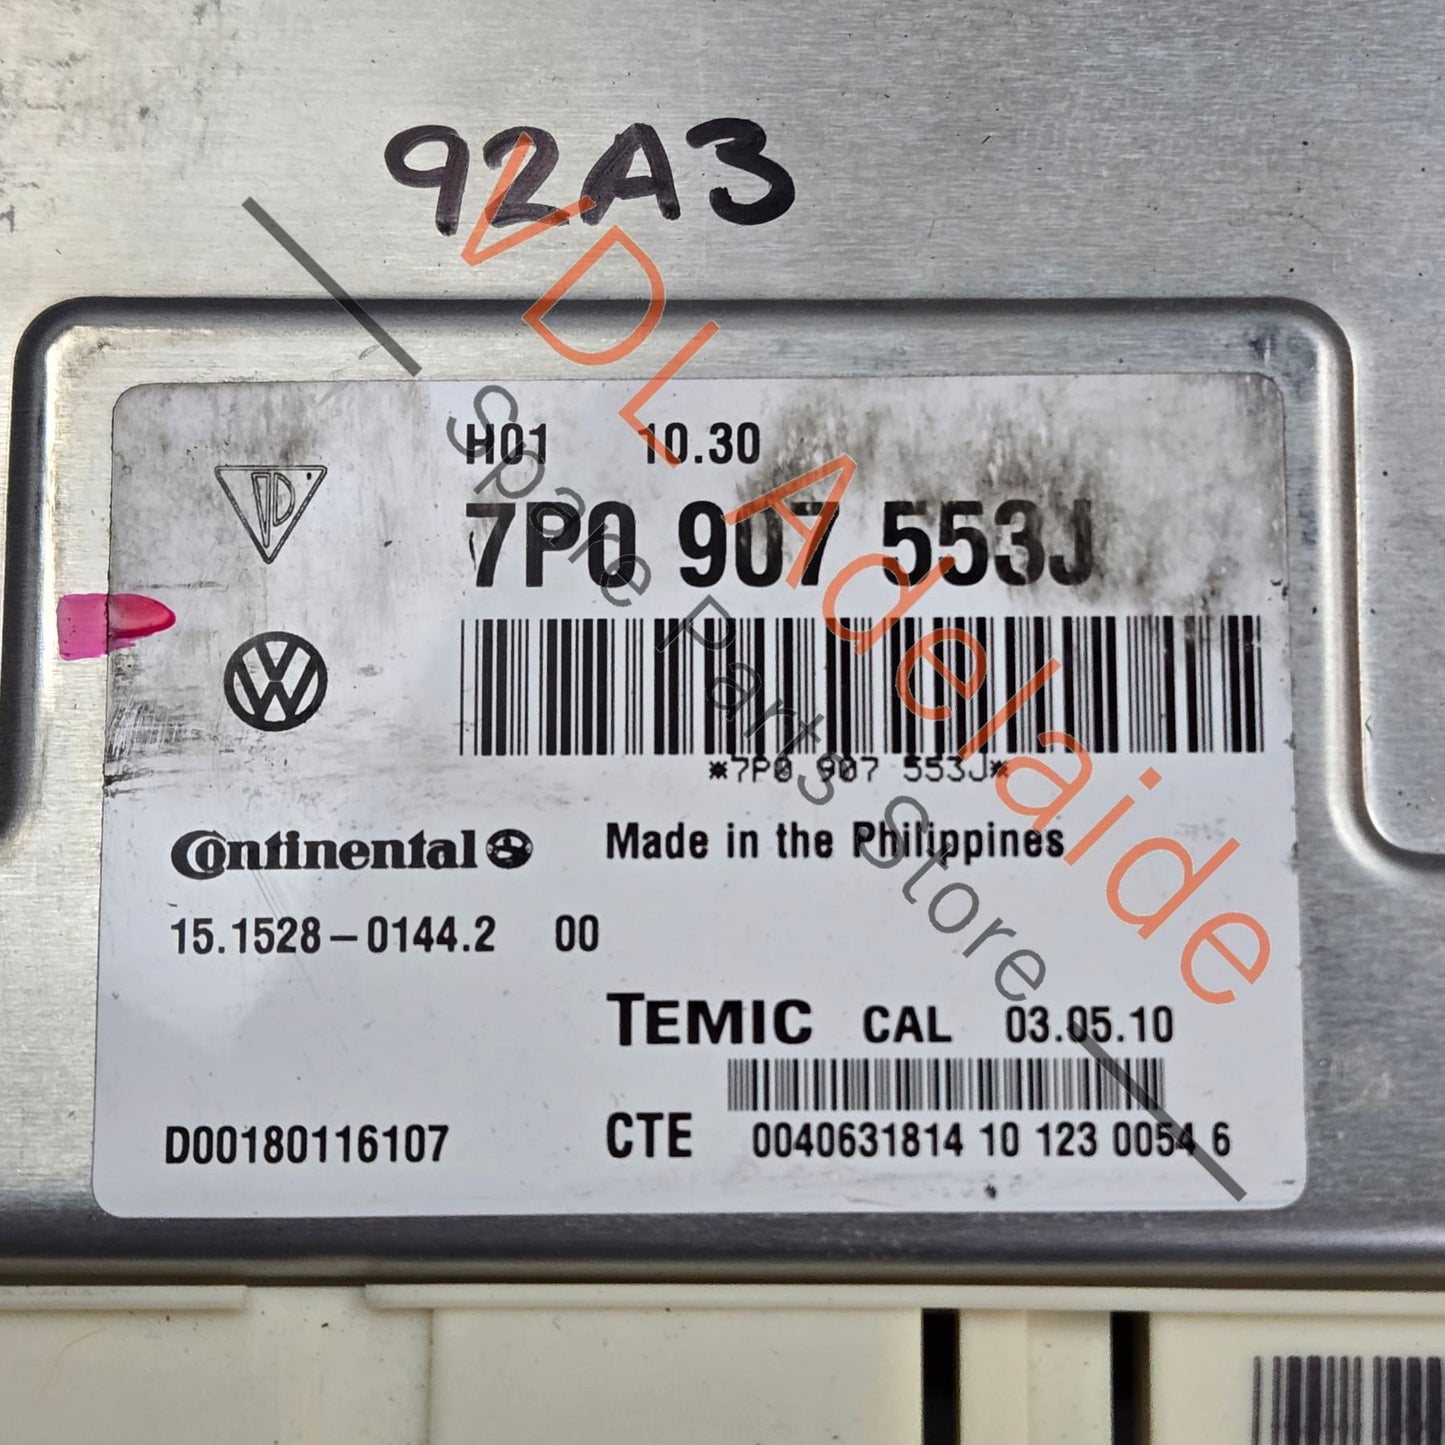 92A3
VDL Adelaide
Spare Parts Store
H01 10.30
7P0 907 553J
*7P0 907 553J*
Continental
Made in the Philippines
15.1528-0144.2 00
TEMIC CAL 03.05.10
D00180116107 CTE 0040631814 10 123 0054 6